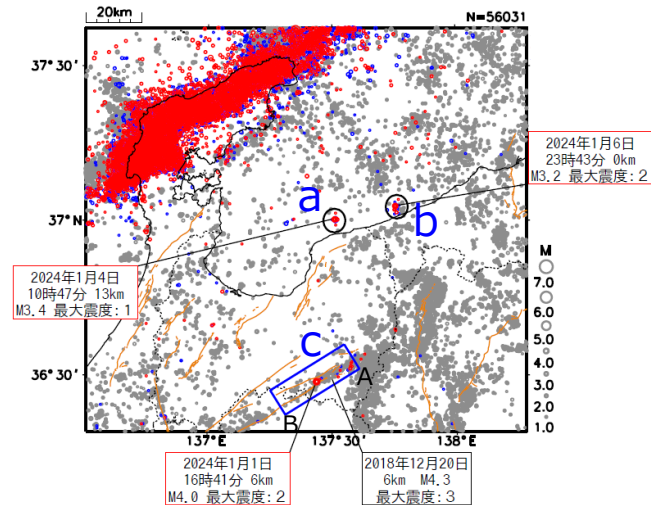 20km
N=56031
37°30'
2024年1月6日
23時43分 0km
M3.2 最大震度:2
a
b
37°N
2024年1月4日
10時47分 13km
M3.4 最大震度:1
M
7.0
6.0
5.0
4.0
3.0
2.0
1.0
c
36°30'
A
B
137°E
137°30'
138°E
2024年1月1日
16時41分 6km
M4.0 最大震度:2
2018年12月20日
6km M4.3
最大震度:3